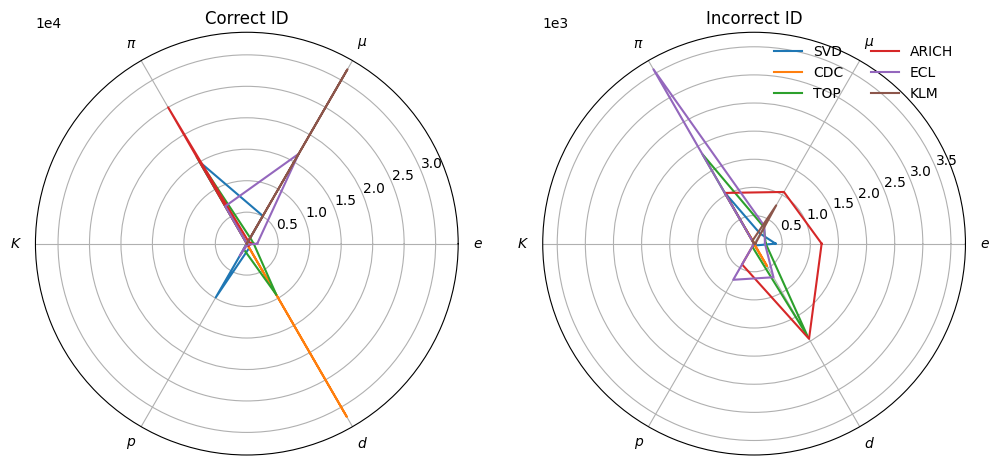 Correct ID
1e4
π
μ
3.0
2.5
2.0
1.5
1.0
0.5
K
e
p
d
Incorrect ID
1e3
π
μ
SVD
CDC
TOP
ARICH
ECL
KLM
3.5
3.0
2.5
2.0
1.5
1.0
0.5
K
e
p
d